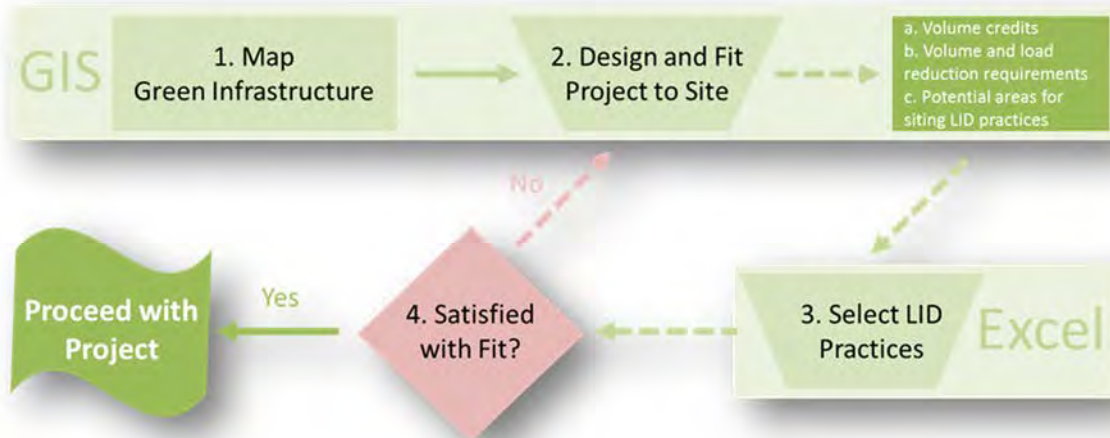 GIS
1. Map
Green Infrastructure
2. Design and Fit
Project to Site
a. Volume credits
b. Volume and load
reduction requirements
c. Potential areas for
siting LID practices
No
Proceed with
Project
Yes
4. Satisfied
with Fit?
3. Select LID
Practices
Excel